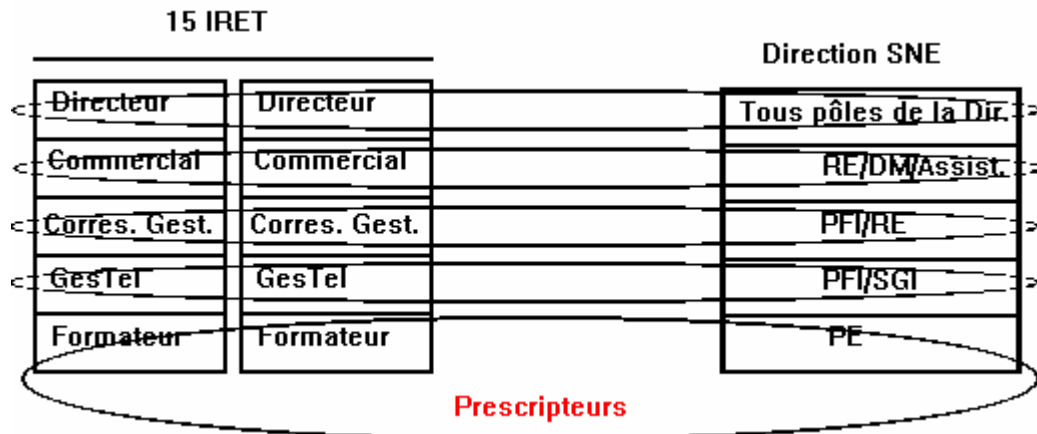 15 IRET
Direction SNE
Directeur Directeur Tous pôles de la Dir.
Commercial Commercial RE/DM/Assist.
Corres. Gest. Corres. Gest. PFI/RE
GesTel GesTel PFI/SGI
Formateur Formateur PE
Prescripteurs